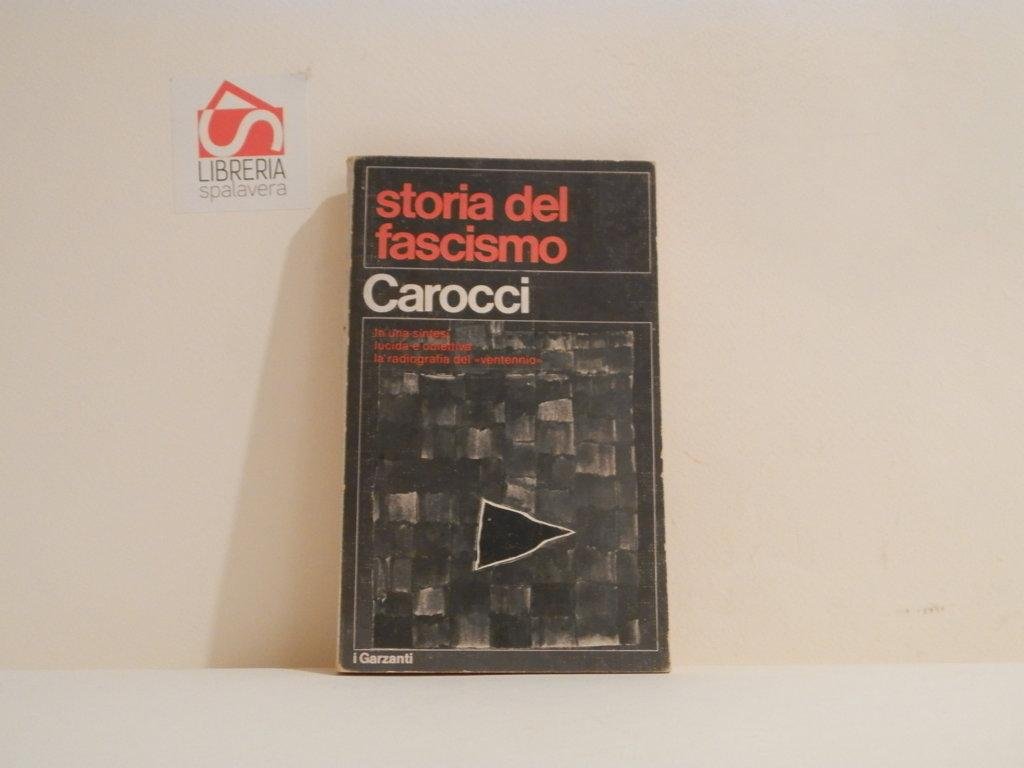 LIBRERIA
spalavera
storia del
fascismo
Carocci
In una sintesi
lucida e obiettiva
la radiografia del «ventennio»
i Garzanti